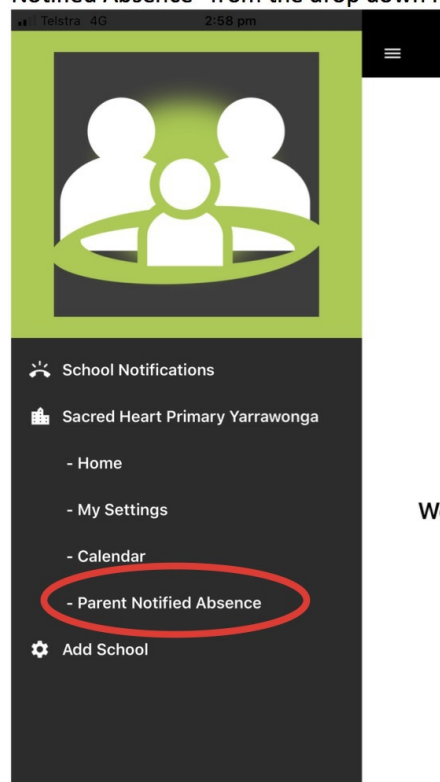 Notified Absence" from the drop down
Telstra 4G 2:58 pm
School Notifications
Sacred Heart Primary Yarrawonga
- Home
- My Settings
- Calendar
- Parent Notified Absence
Add School